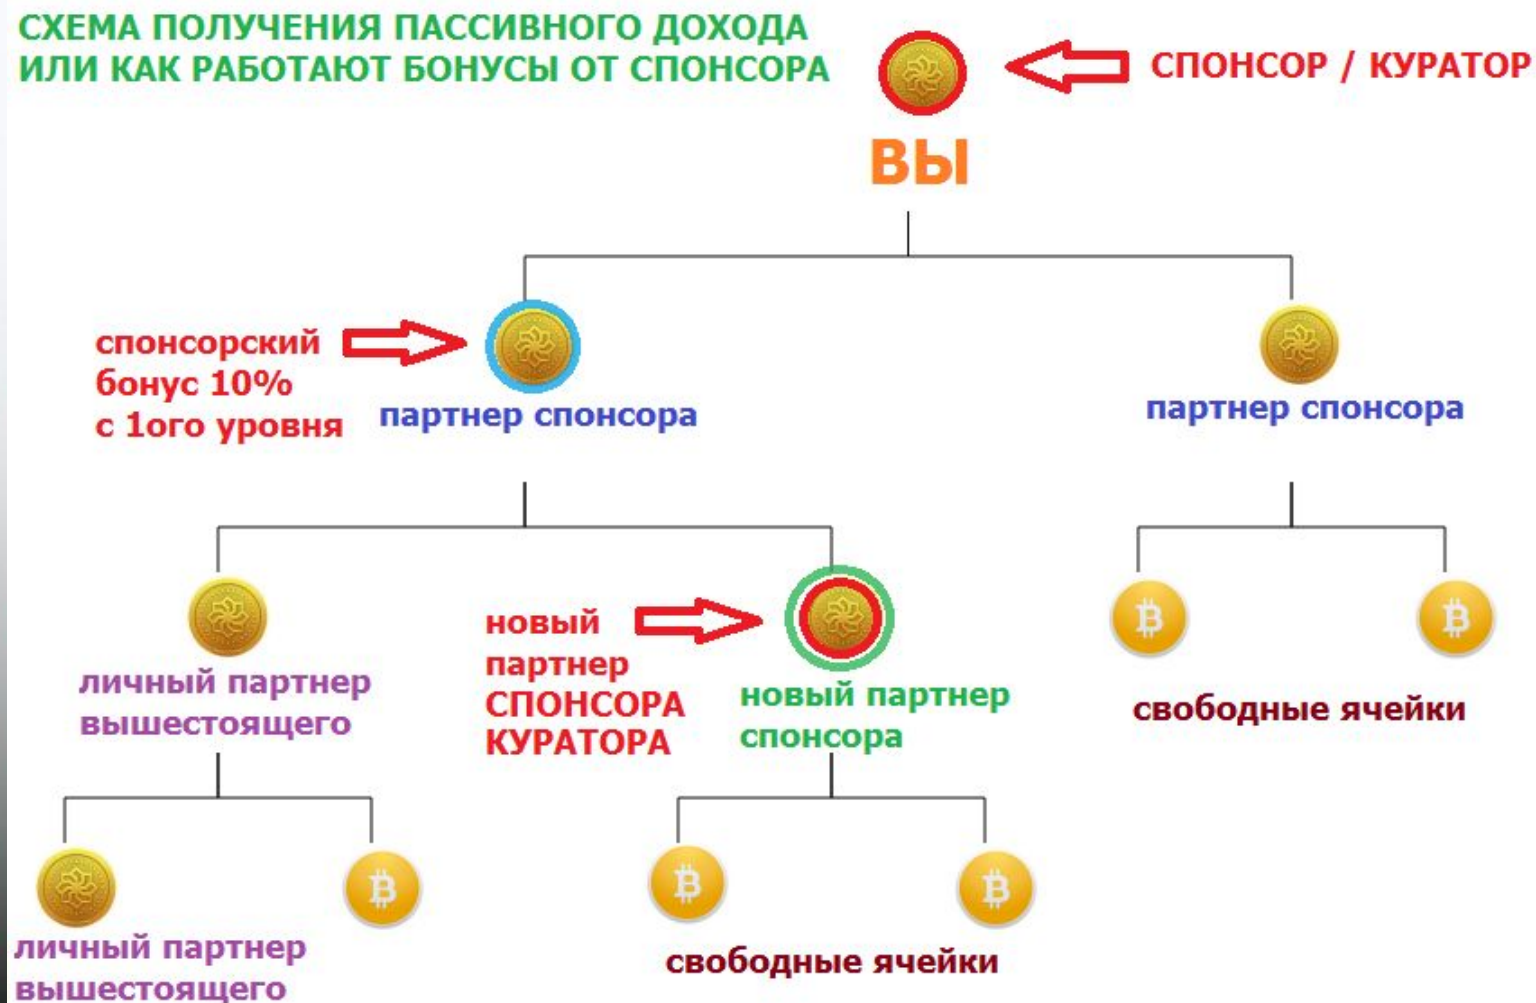 СХЕМА ПОЛУЧЕНИЯ ПАССИВНОГО ДОХОДА
ИЛИ КАК РАБОТАЮТ БОНУСЫ ОТ СПОНСОРА
СПОНСОР / КУРАТОР
ВЫ
спонсорский
бонус 10%
с 1ого уровня
партнер спонсора
партнер спонсора
личный партнер
вышестоящего
новый
партнер
СПОНСОРА
КУРАТОРА
новый партнер
спонсора
свободные ячейки
личный партнер
вышестоящего
свободные ячейки